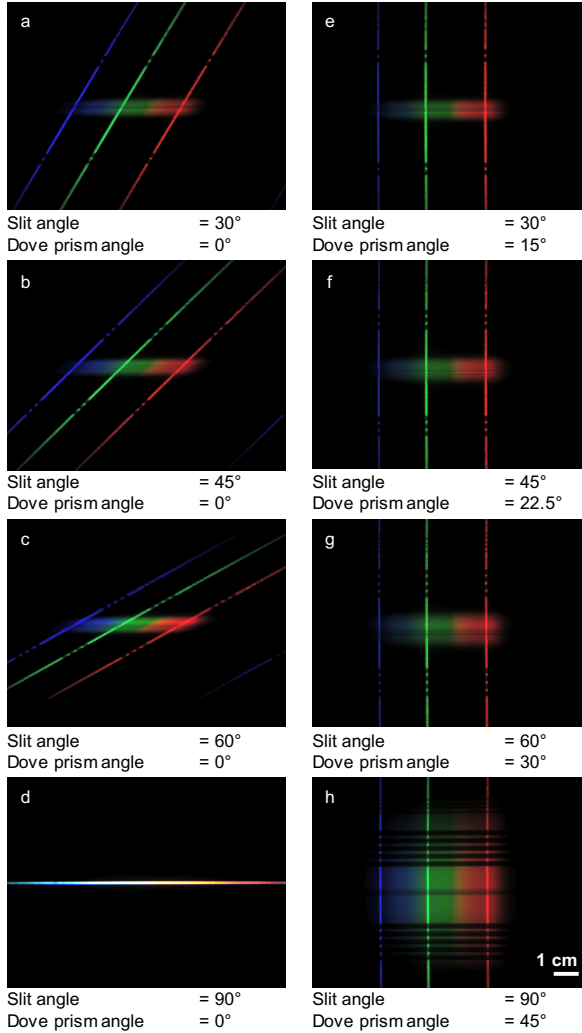 a
e
Slit angle = 30°
Dove prism angle = 0°
Slit angle = 30°
Dove prism angle = 15°
b
f
Slit angle = 45°
Dove prism angle = 0°
Slit angle = 45°
Dove prism angle = 22.5°
c
g
Slit angle = 60°
Dove prism angle = 0°
Slit angle = 60°
Dove prism angle = 30°
d
h
1 cm
Slit angle = 90°
Dove prism angle = 0°
Slit angle = 90°
Dove prism angle = 45°